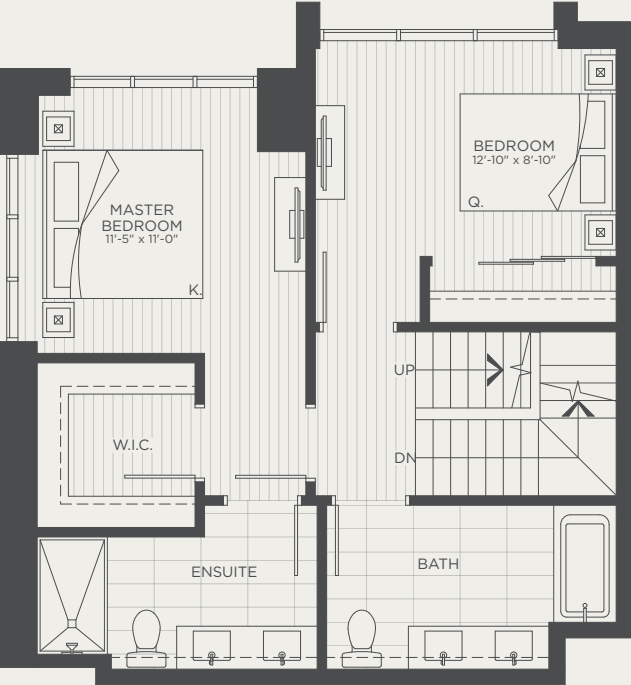 MASTER
BEDROOM
11'-5" x 11'-0"
K.
BEDROOM
12'-10" x 8'-10"
Q.
UP
DN
W.I.C.
ENSUITE
BATH